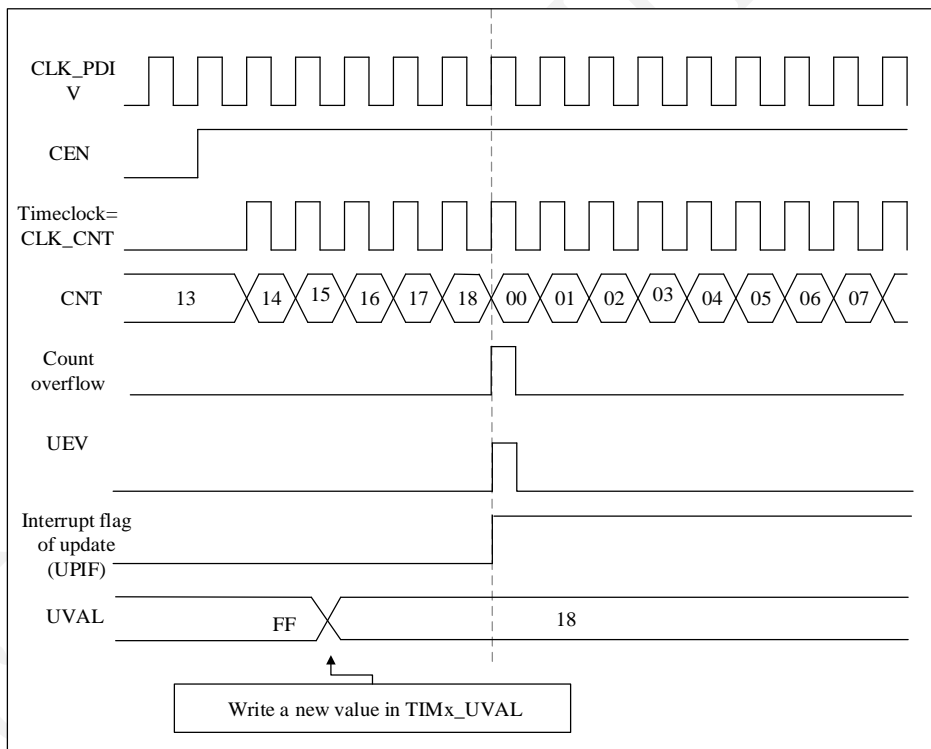 CLK_PDI
V
CEN
Timeclock=
CLK_CNT
CNT
13 14 15 16 17 18 00 01 02 03 04 05 06 07
Count
overflow
UEV
Interrupt flag
of update
(UPIF)
UVAL
FF 18
Write a new value in TIMx_UVAL